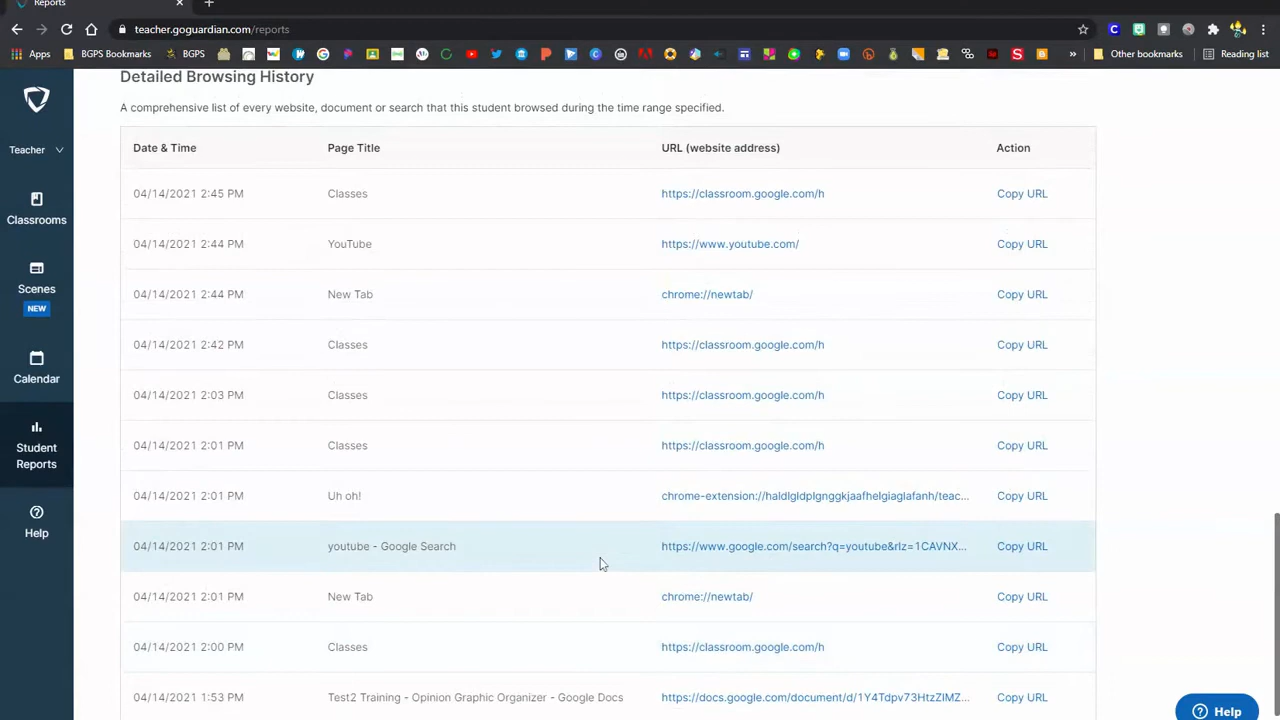 Reports
teacher.goguardian.com/reports
Apps
BGPS Bookmarks
BGPS
Other bookmarks
Reading list
Detailed Browsing History
A comprehensive list of every website, document or search that this student browsed during the time range specified.
Teacher
Classrooms
Scenes
NEW
Calendar
Student
Reports
Help
Date & Time Page Title URL (website address) Action
04/14/2021 2:45 PM Classes https://classroom.google.com/h Copy URL
04/14/2021 2:44 PM YouTube https://www.youtube.com/ Copy URL
04/14/2021 2:44 PM New Tab chrome://newtab/ Copy URL
04/14/2021 2:42 PM Classes https://classroom.google.com/h Copy URL
04/14/2021 2:03 PM Classes https://classroom.google.com/h Copy URL
04/14/2021 2:01 PM Classes https://classroom.google.com/h Copy URL
04/14/2021 2:01 PM Uh oh! chrome-extension://haldlgldplgnggkjaafhelgiaglafanh/teac... Copy URL
04/14/2021 2:01 PM youtube - Google Search https://www.google.com/search?q=youtube&rlz=1CAVNX... Copy URL
04/14/2021 2:01 PM New Tab chrome://newtab/ Copy URL
04/14/2021 2:00 PM Classes https://classroom.google.com/h Copy URL
04/14/2021 1:53 PM Test2 Training - Opinion Graphic Organizer - Google Docs https://docs.google.com/document/d/1Y4Tdpv73HtzZIMZ... Copy URL
Help